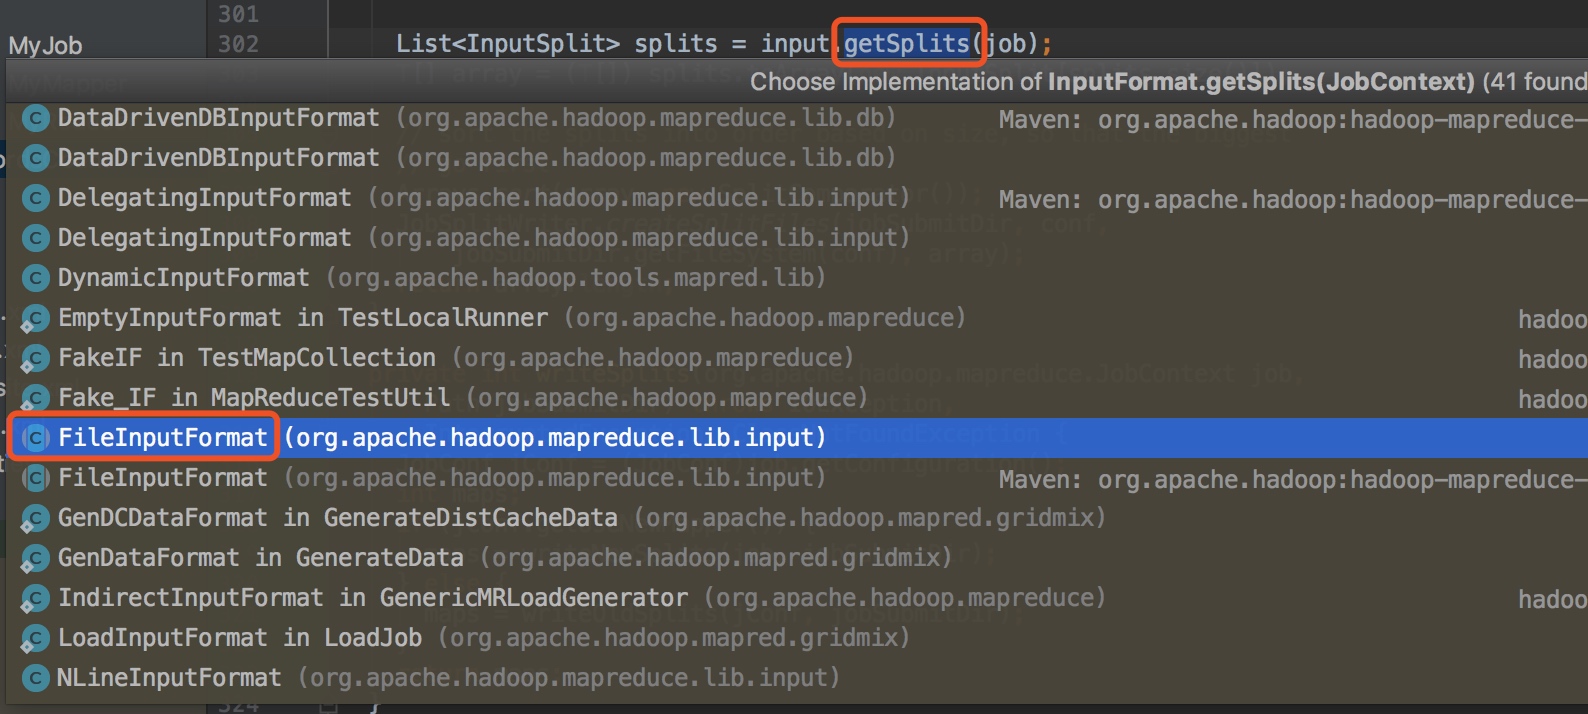 301
MyJob
302 List<InputSplit> splits = input.getSplits(job);
MyMapper
Choose Implementation of InputFormat.getSplits(JobContext) (41 found
DataDrivenDBInputFormat (org.apache.hadoop.mapreduce.lib.db) Maven: org.apache.hadoop:hadoop-mapreduce-
DataDrivenDBInputFormat (org.apache.hadoop.mapreduce.lib.db)
DelegatingInputFormat (org.apache.hadoop.mapreduce.lib.input) Maven: org.apache.hadoop:hadoop-mapreduce-
DelegatingInputFormat (org.apache.hadoop.mapreduce.lib.input)
DynamicInputFormat (org.apache.hadoop.tools.mapred.lib)
EmptyInputFormat in TestLocalRunner (org.apache.hadoop.mapreduce) hadoo
FakeIF in TestMapCollection (org.apache.hadoop.mapreduce) hadoo
Fake_IF in MapReduceTestUtil (org.apache.hadoop.mapreduce) hadoo
FileInputFormat (org.apache.hadoop.mapreduce.lib.input)
FileInputFormat (org.apache.hadoop.mapreduce.lib.input) Maven: org.apache.hadoop:hadoop-mapreduce-
GenDCDataFormat in GenerateDistCacheData (org.apache.hadoop.mapred.gridmix)
GenDataFormat in GenerateData (org.apache.hadoop.mapred.gridmix)
IndirectInputFormat in GenericMRLoadGenerator (org.apache.hadoop.mapreduce) hadoo
LoadInputFormat in LoadJob (org.apache.hadoop.mapred.gridmix)
NLineInputFormat (org.apache.hadoop.mapreduce.lib.input)
324 }